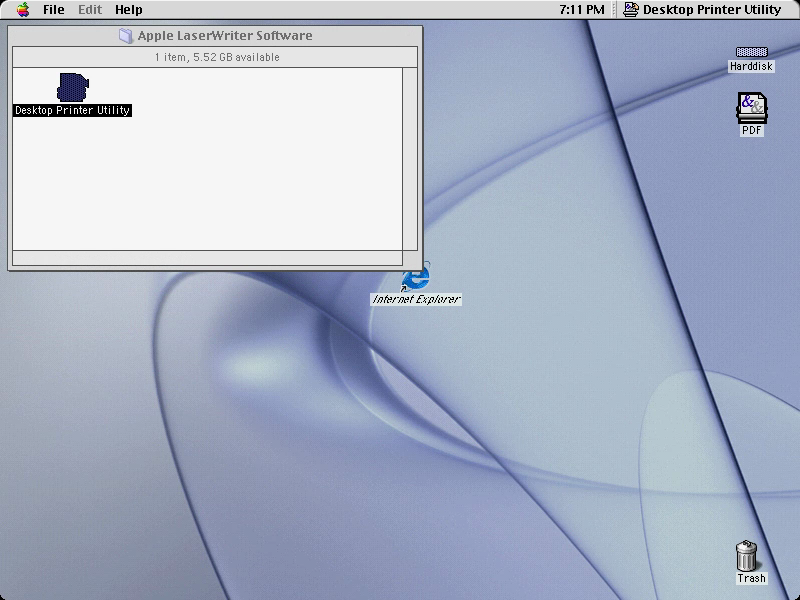 File Edit Help 7:11 PM Desktop Printer Utility
Apple LaserWriter Software
1 item, 5.52 GB available
Desktop Printer Utility
Harddisk
&&
PDF
Internet Explorer
Trash